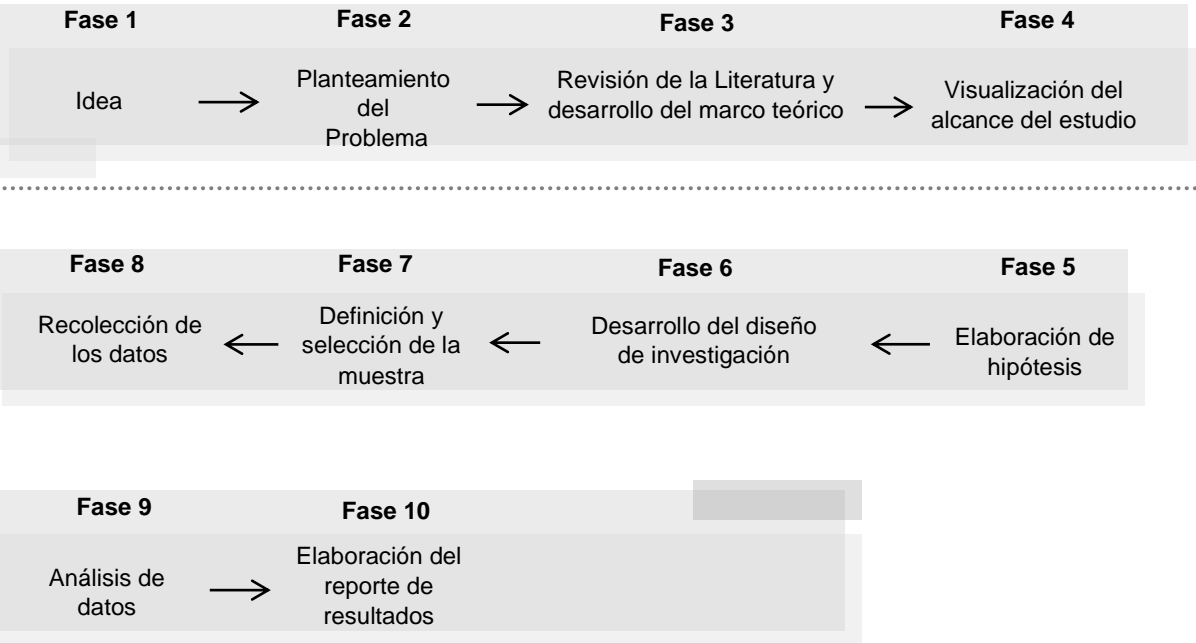 Fase 1
Fase 2
Fase 3
Fase 4
Idea
Planteamiento
del
Problema
Revisión de la Literatura y
desarrollo del marco teórico
Visualización del
alcance del estudio
Fase 8
Fase 7
Fase 6
Fase 5
Recolección de
los datos
Definición y
selección de la
muestra
Desarrollo del diseño
de investigación
Elaboración de
hipótesis
Fase 9
Fase 10
Análisis de
datos
Elaboración del
reporte de
resultados